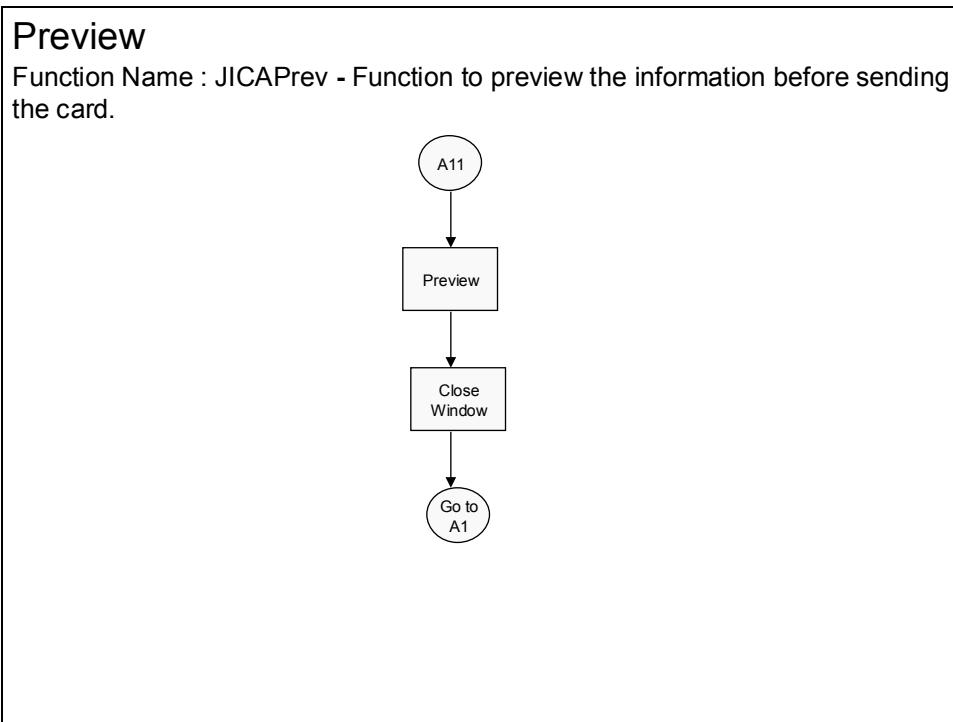 Preview
Function Name : JICAPrev - Function to preview the information before sending
the card.
A11
Preview
Close
Window
Go to
A1